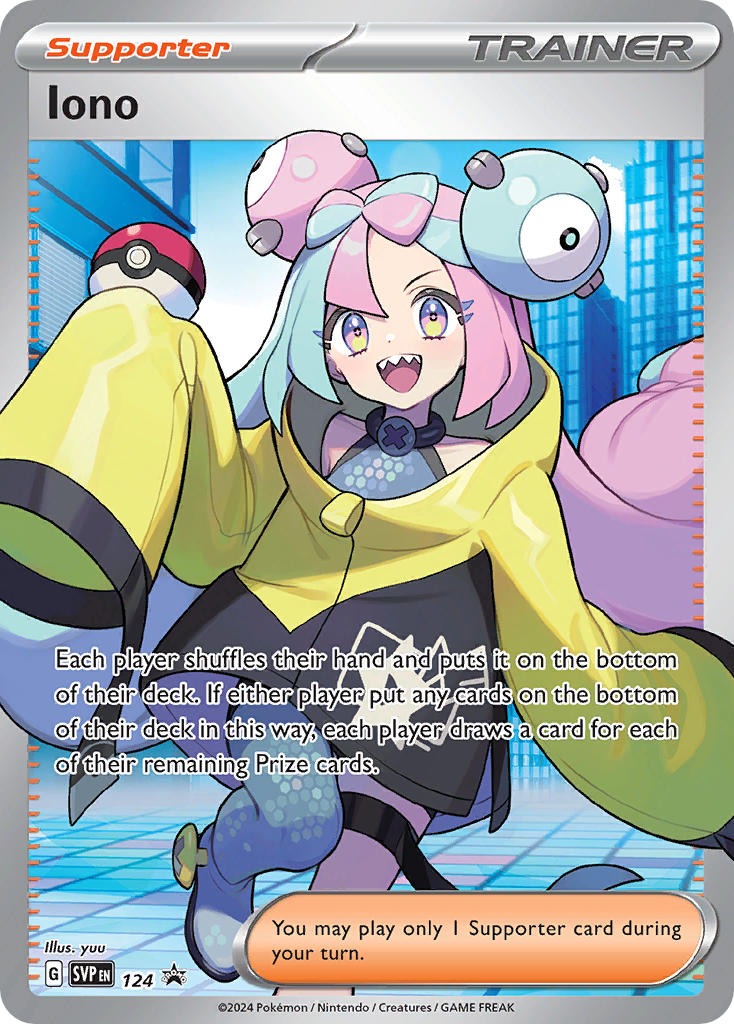 Supporter
TRAINER
Iono
Each player shuffles their hand and puts it on the bottom
of their deck. If either player put any cards on the bottom
of their deck in this way, each player draws a card for each
of their remaining Prize cards.
You may play only 1 Supporter card during
your turn.
Illus. yuu
G SVP EN 124 PROMO
©2024 Pokémon / Nintendo / Creatures / GAME FREAK